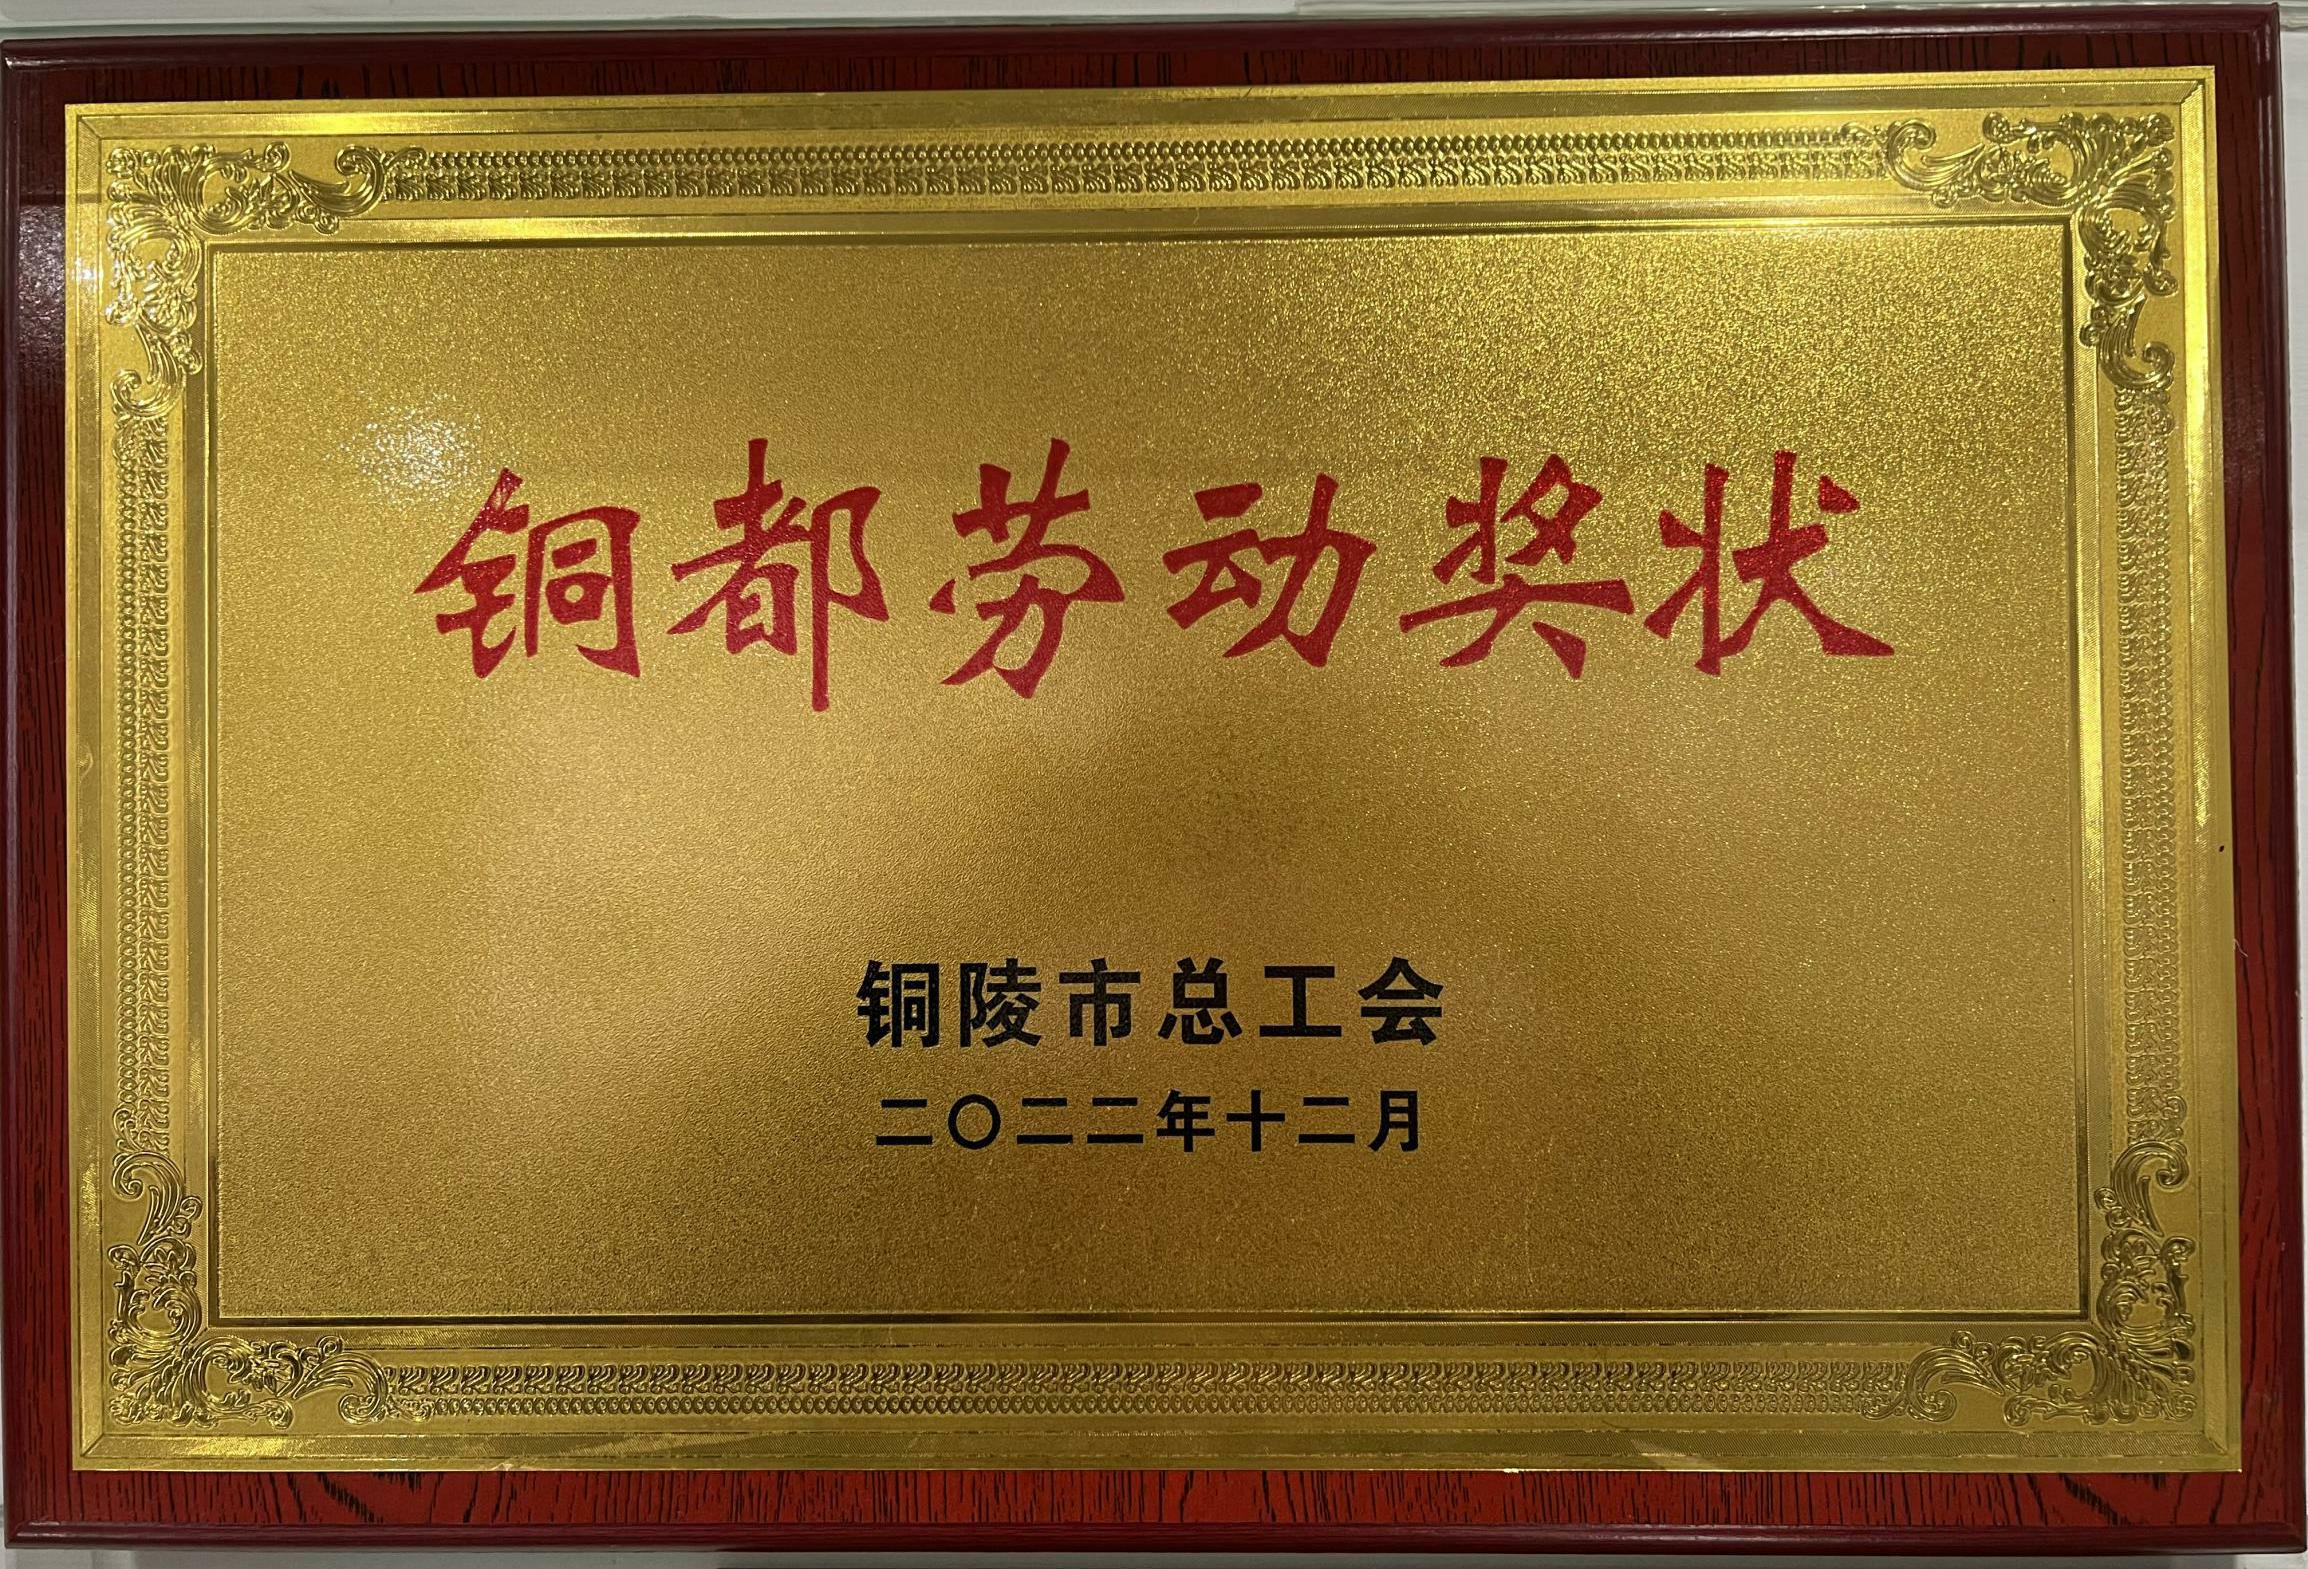 铜都劳动奖状
铜陵市总工会
二〇二二年十二月